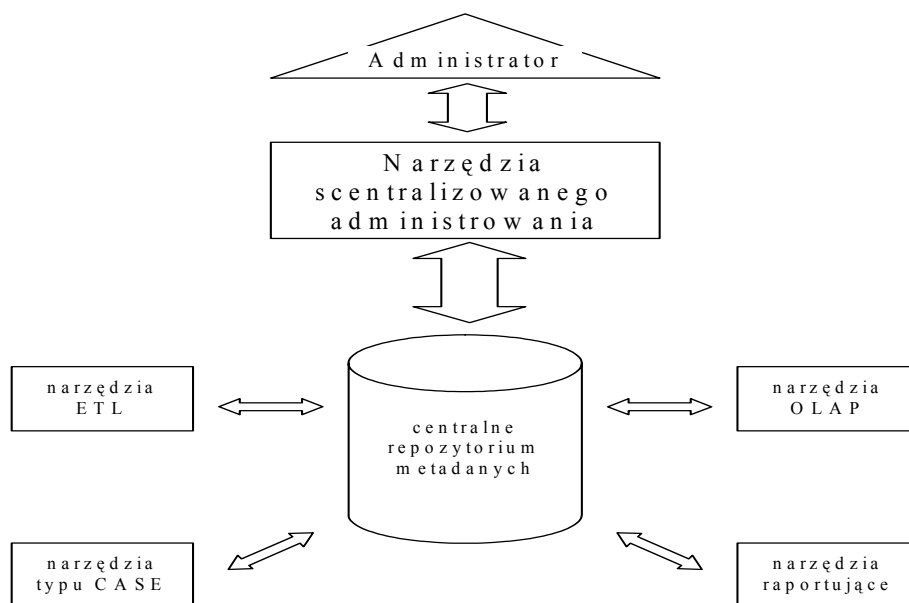 Administrator
Narzędzia
scentralizowanego
administrowania
narzędzia
ETL
centralne
repozytorium
metadanych
narzędzia
OLAP
narzędzia
typu CASE
narzędzia
raportujące